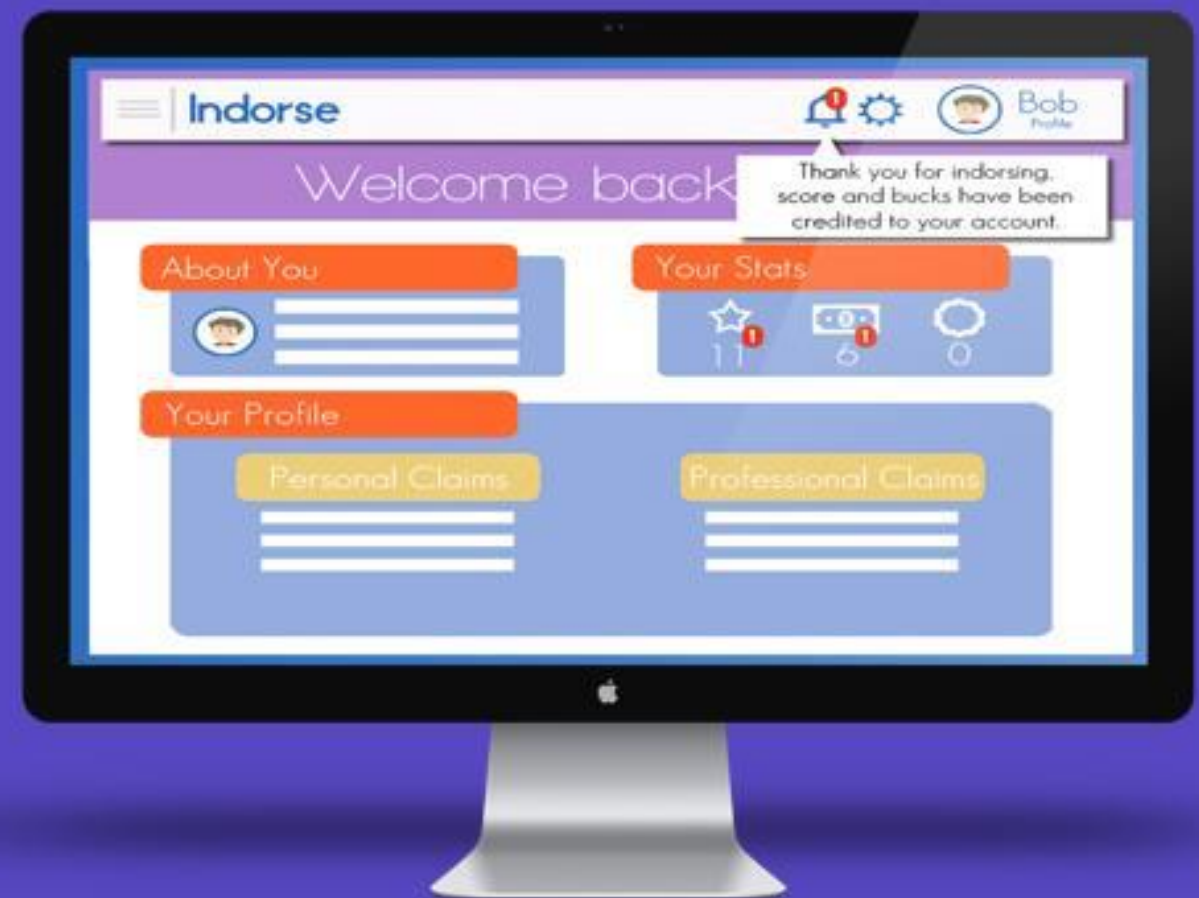 Indorse
!
Bob
Profile
Welcome back
Thank you for indorsing,
score and bucks have been
credited to your account.
About You
Your Stats
!
!
11
6
0
Your Profile
Personal Claims
Professional Claims